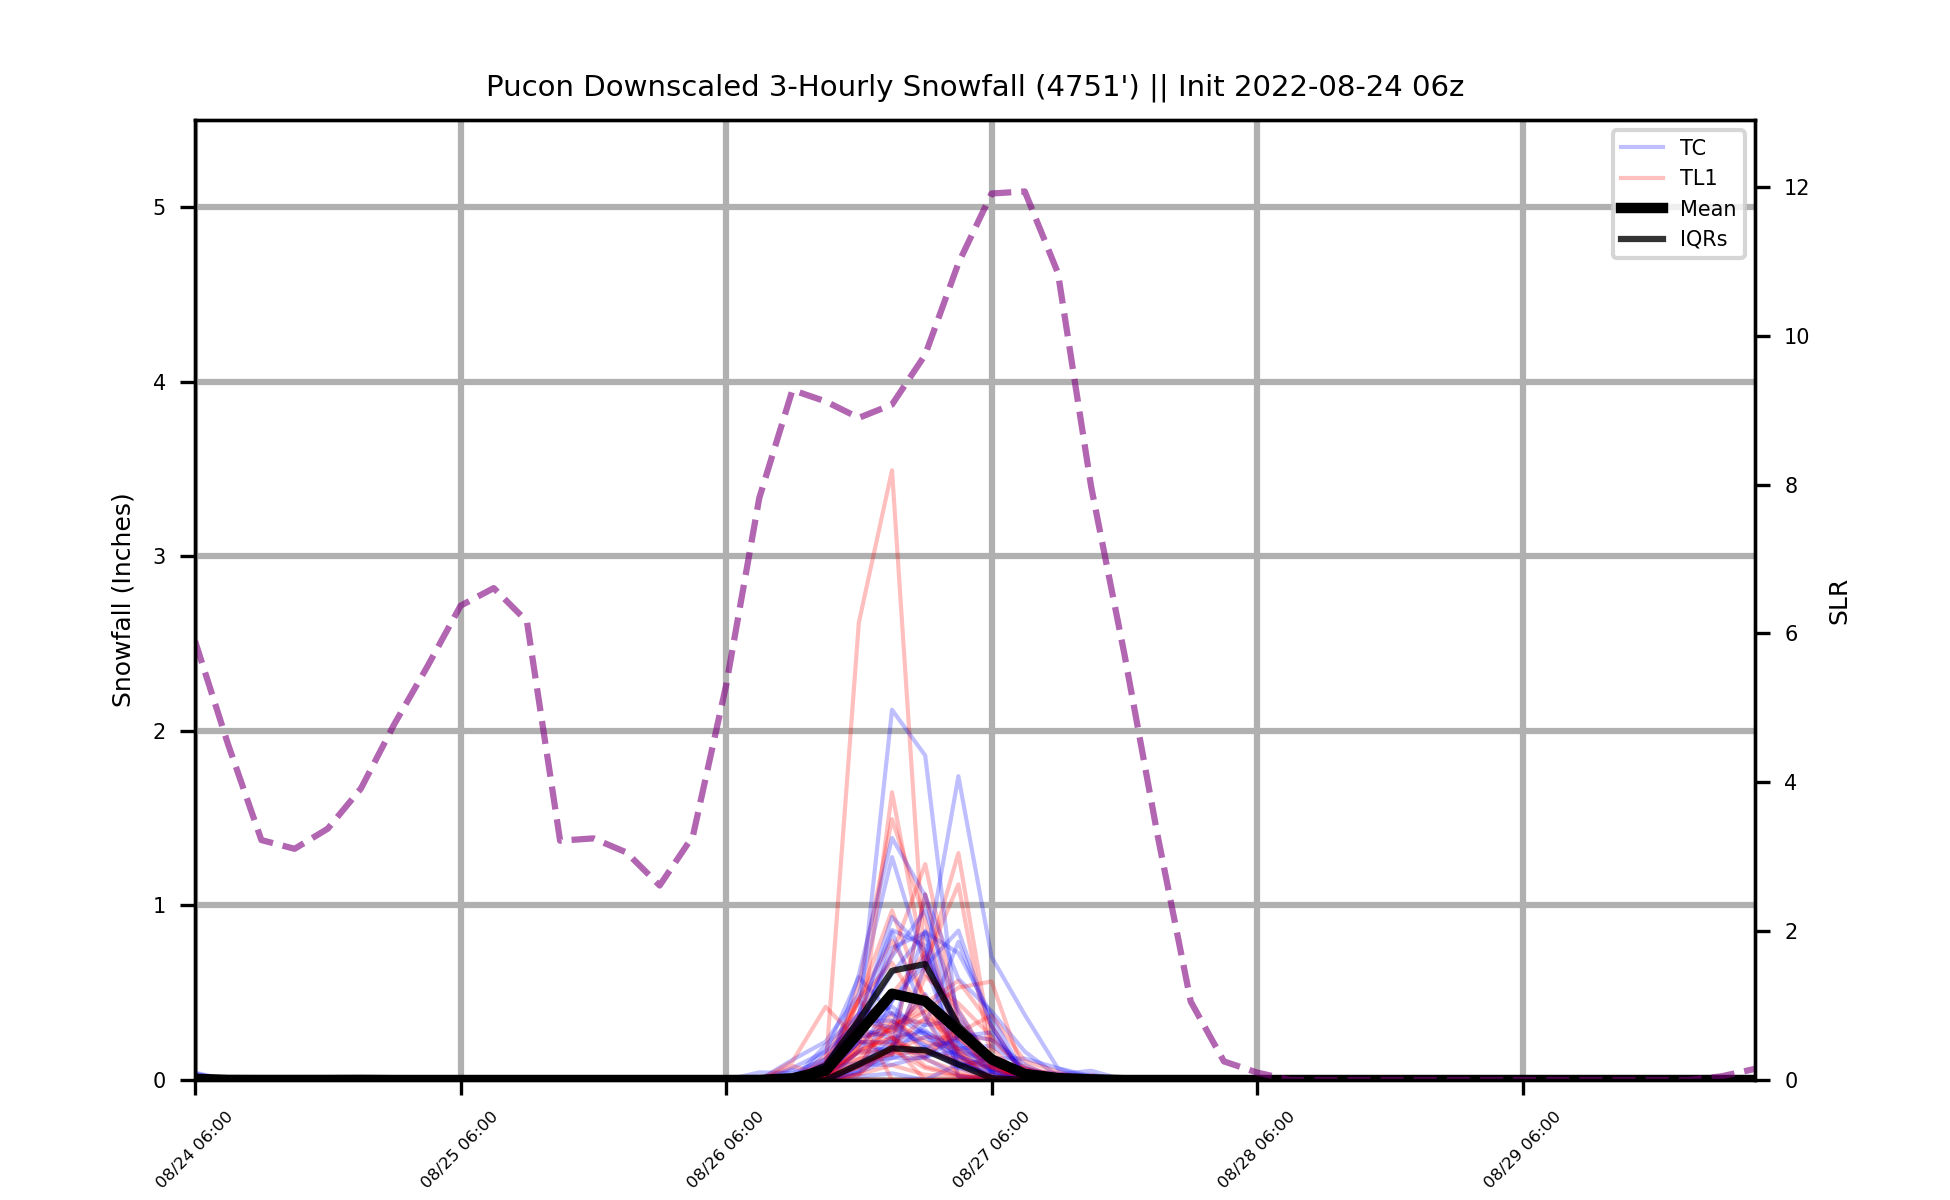 Pucon Downscaled 3-Hourly Snowfall (4751') || Init 2022-08-24 06z
TC
TL1
Mean
IQRs
5
4
3
2
1
0
Snowfall (Inches)
12
10
8
6
4
2
0
SLR
08/24 06:00
08/25 06:00
08/26 06:00
08/27 06:00
08/28 06:00
08/29 06:00